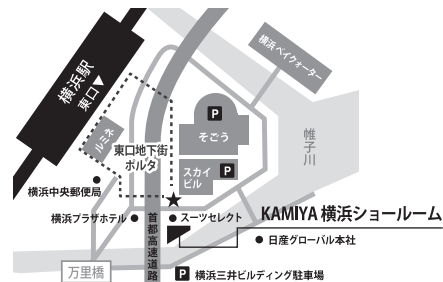 横浜駅
東口▼
横浜ベイクォーター
P
そごう
ルミネ
東口地下街
ポルタ
スカイ
ビル
P
帷子川
横浜中央郵便局
★
横浜プラザホテル
スーツセレクト
KAMIYA 横浜ショールーム
首都高速道路
日産グローバル本社
万里橋
P 横浜三井ビルディング駐車場